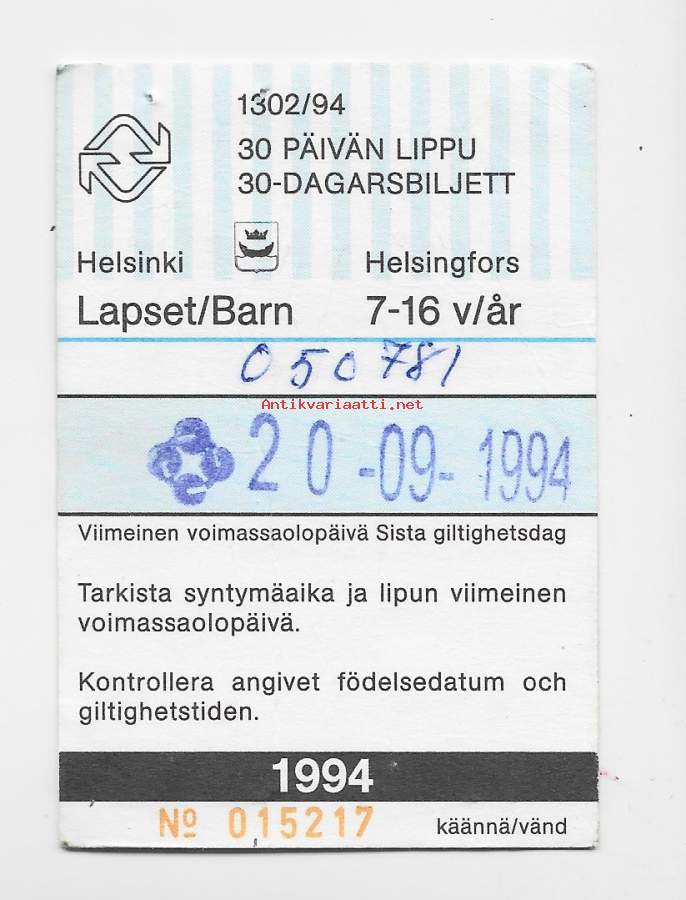 1302/94
30 PÄIVÄN LIPPU
30-DAGARSBILJETT
Helsinki Helsingfors
Lapset/Barn 7-16 v/år
050781
Antikvariaatti.net
20-09-1994
Viimeinen voimassaolopäivä Sista giltighetsdag
Tarkista syntymäaika ja lipun viimeinen
voimassaolopäivä.
Kontrollera angivet födelsedatum och
giltighetstiden.
1994
Nº 015217 käännä/vänd